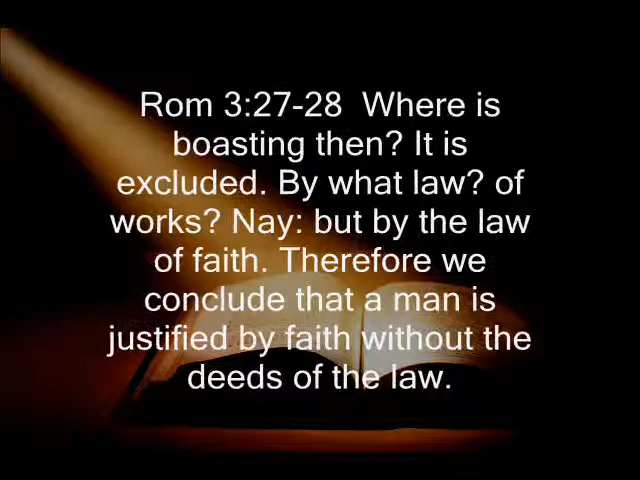 Rom 3:27-28  Where is
boasting then? It is
excluded. By what law? of
works? Nay: but by the law
of faith. Therefore we
conclude that a man is
justified by faith without the
deeds of the law.